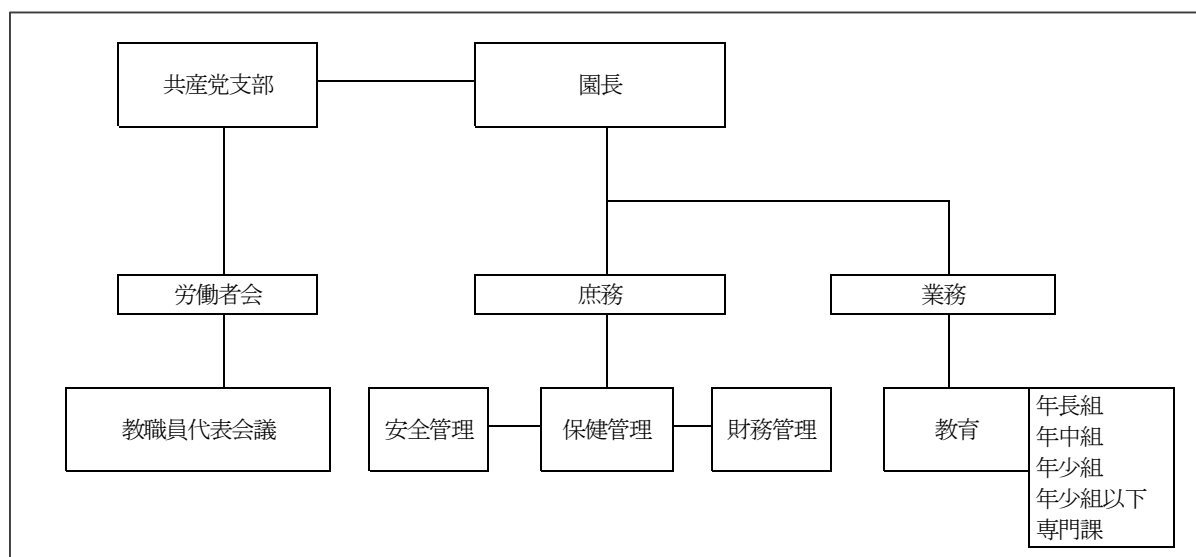 共産党支部
園長
労働者会
庶務
業務
教職員代表会議
安全管理
保健管理
財務管理
教育
年長組
年中組
年少組
年少組以下
専門課